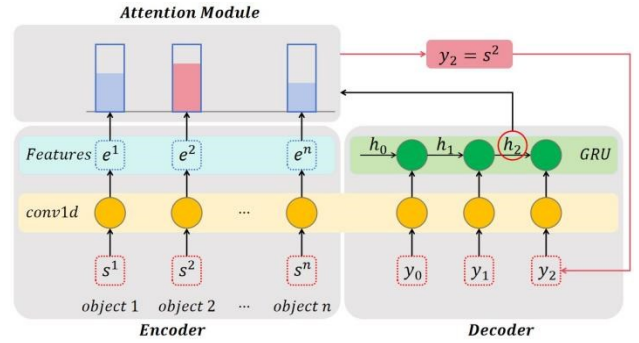 Attention Module
y₂ = s²
Features e¹ e² eⁿ h₀ h₁ h₂ GRU
conv1d ...
s¹ s² sⁿ y₀ y₁ y₂
object 1 object 2 ... object n
Encoder Decoder